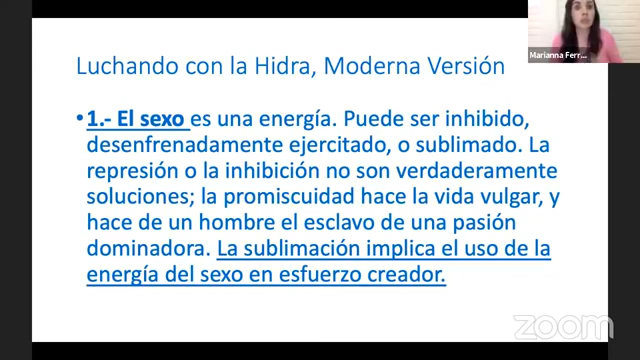 Marianna Ferr...
Luchando con la Hidra, Moderna Versión
•1.- El sexo es una energía. Puede ser inhibido,
desenfrenadamente ejercitado, o sublimado. La
represión o la inhibición no son verdaderamente
soluciones; la promiscuidad hace la vida vulgar, y
hace de un hombre el esclavo de una pasión
dominadora. La sublimación implica el uso de la
energía del sexo en esfuerzo creador.
zoom